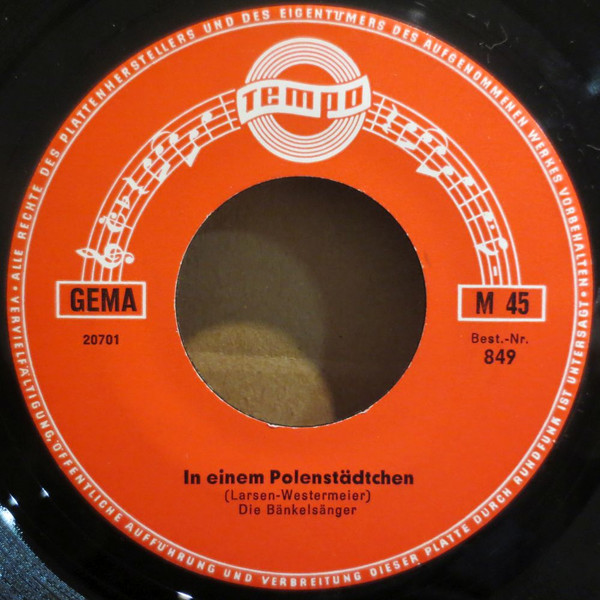 ALLE RECHTE DES PLATTENHERSTELLERS UND DES EIGENTÜMERS DES AUFGENOMMENEN WERKES VORBEHALTEN • VERVIELFÄLTIGUNG, ÖFFENTLICHE AUFFÜHRUNG UND VERBREITUNG DIESER PLATTE DURCH RUNDFUNK IST UNTERSAGT •
Tempo
GEMA
20701
M 45
Best.-Nr.
849
In einem Polenstädtchen
(Larsen-Westermeier)
Die Bänkelsänger